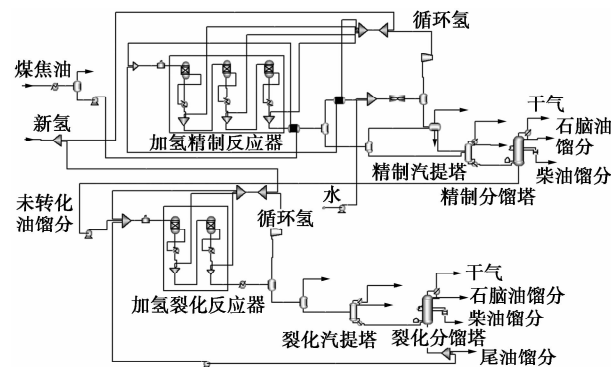 循环氢
煤焦油
新氢
加氢精制反应器
干气
石脑油
馏分
柴油馏分
精制汽提塔
精制分馏塔
未转化
油馏分
水
循环氢
加氢裂化反应器
干气
石脑油馏分
柴油馏分
裂化汽提塔
裂化分馏塔
尾油馏分